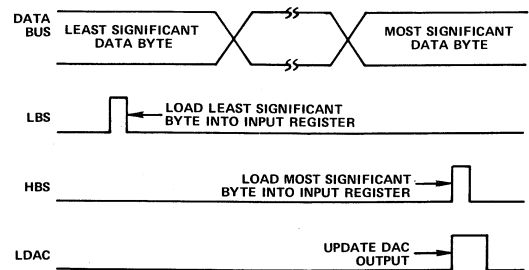 DATA
BUS
LEAST SIGNIFICANT
DATA BYTE
MOST SIGNIFICANT
DATA BYTE
LBS
LOAD LEAST SIGNIFICANT
BYTE INTO INPUT REGISTER
HBS
LOAD MOST SIGNIFICANT
BYTE INTO INPUT REGISTER
LDAC
UPDATE DAC
OUTPUT